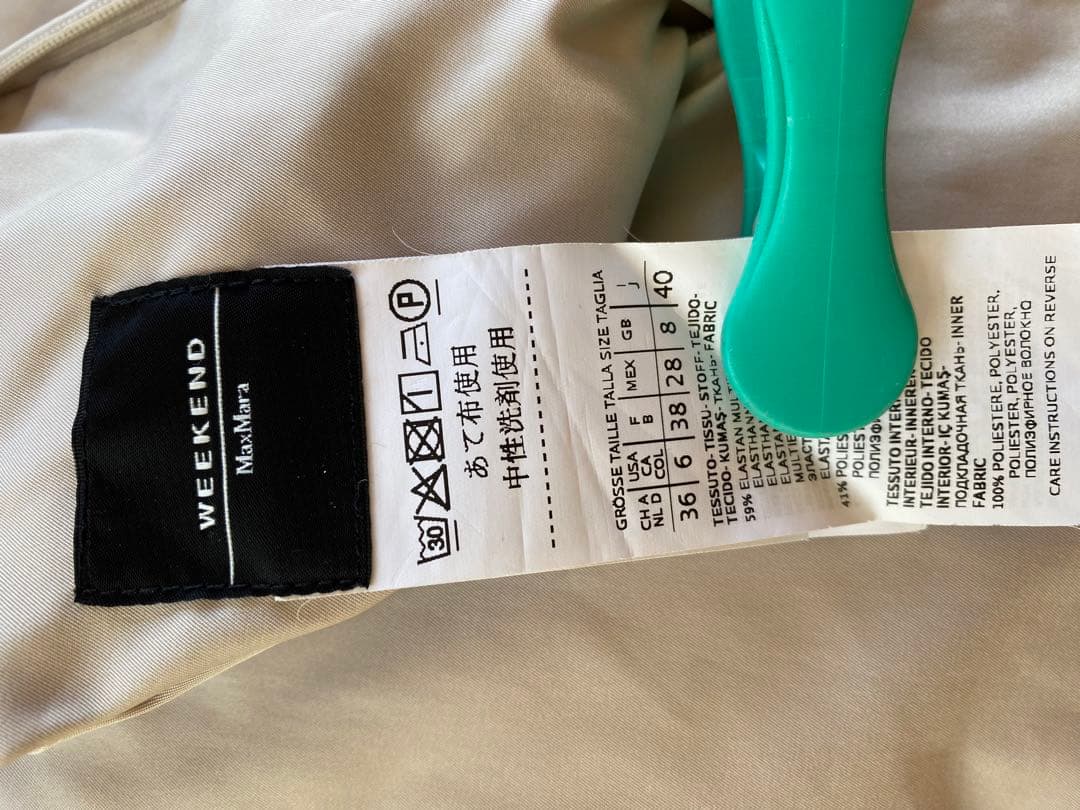 WEEKEND
MaxMara
30 P
あて布使用
中性洗剤使用
GRÖSSE TAILLE TALLA SIZE TAGLIA
CH A USA F MEX GB J
NL D CA COL B
36 6 38 28 8 40
TESSUTO- TISSU- STOFF- TEJIDO-
TECIDO- KUMAŞ- ТКАНЬ- FABRIC
59% ELASTAN
41%
TESSUTO
INTERIEUR-
TEJIDO INTERNO- TECIDO
INTERIOR- IÇ KUMAŞ-
ПОДКЛАДОЧНАЯ ТКАНЬ- INNER
FABRIC
100% POLIESTERE, POLYESTER,
POLIESTER, POLYESTER,
ПОЛИЭФИРНОЕ ВОЛОКНО
CARE INSTRUCTIONS ON REVERSE